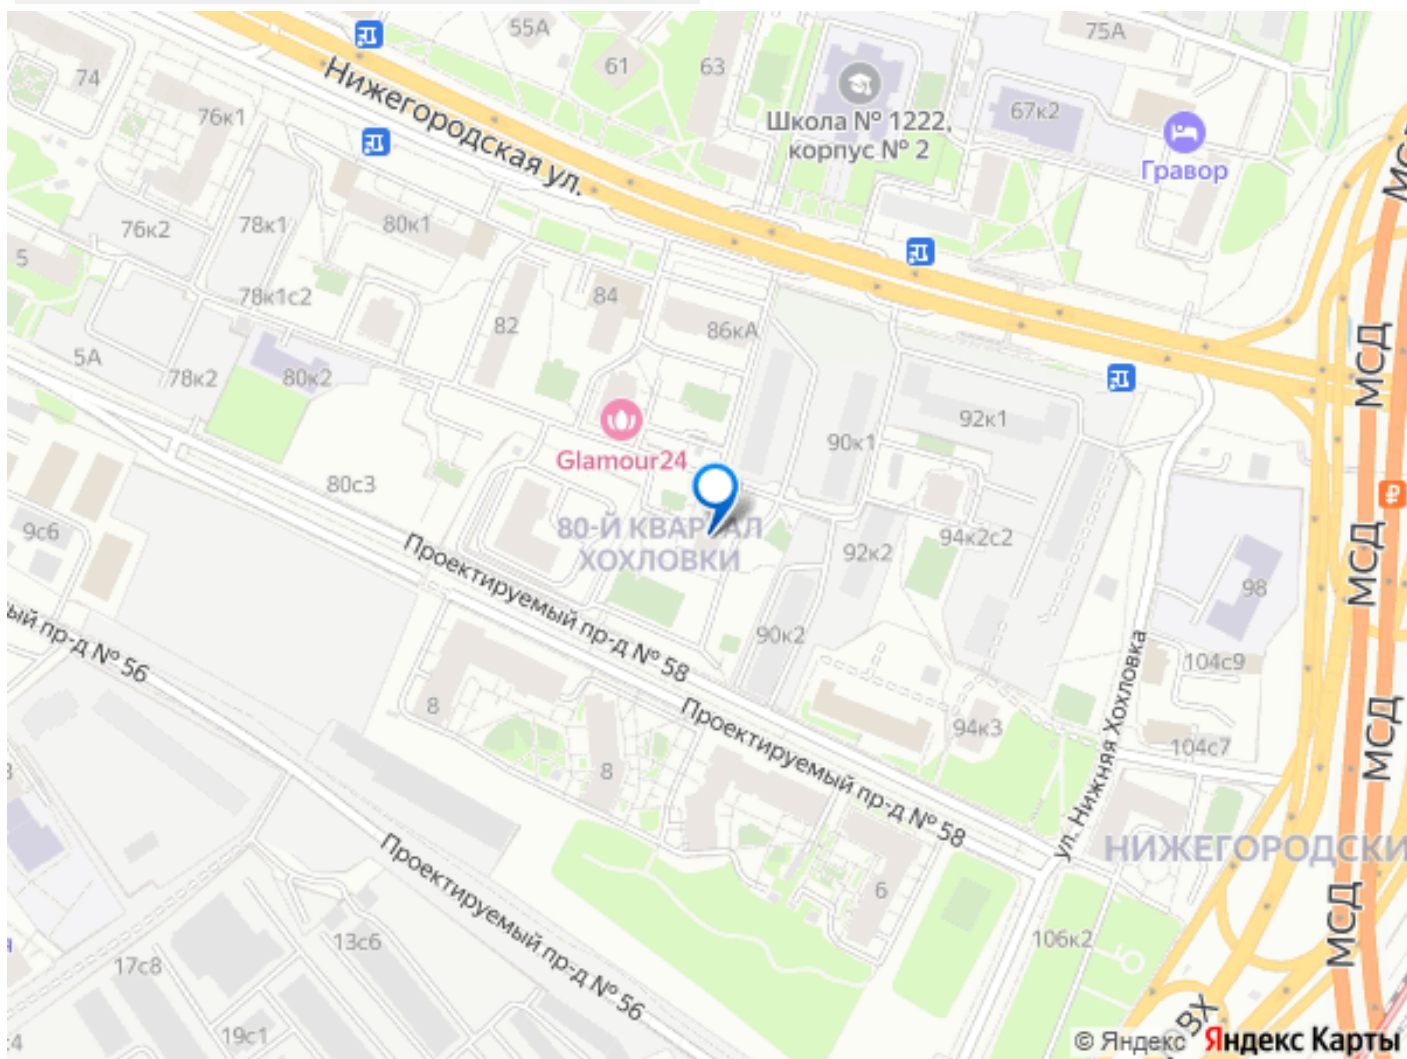 55А
75А
61
63
74
Нижегородская ул.
76к1
Школа № 1222,
корпус № 2
67к2
Гравор
МСД
5
76к2
78к1
80к1
78к1с2
82
84
86кА
5А
78к2
80к2
Glamour24
90к1
92к1
МСД
80с3
9с6
80-Й КВАРТАЛ
ХОХЛОВКИ
92к2
94к2с2
98
МСД
Проектируемый пр-д № 58
90к2
104с9
ул. Нижняя Хохловка
ый пр-д № 56
8
8
Проектируемый пр-д № 58
94к3
104с7
МСД
НИЖЕГОРОДСКИ
6
Проектируемый пр-д № 56
13с6
17с8
106к2
МСД
19с1
© Яндекс Яндекс Карты